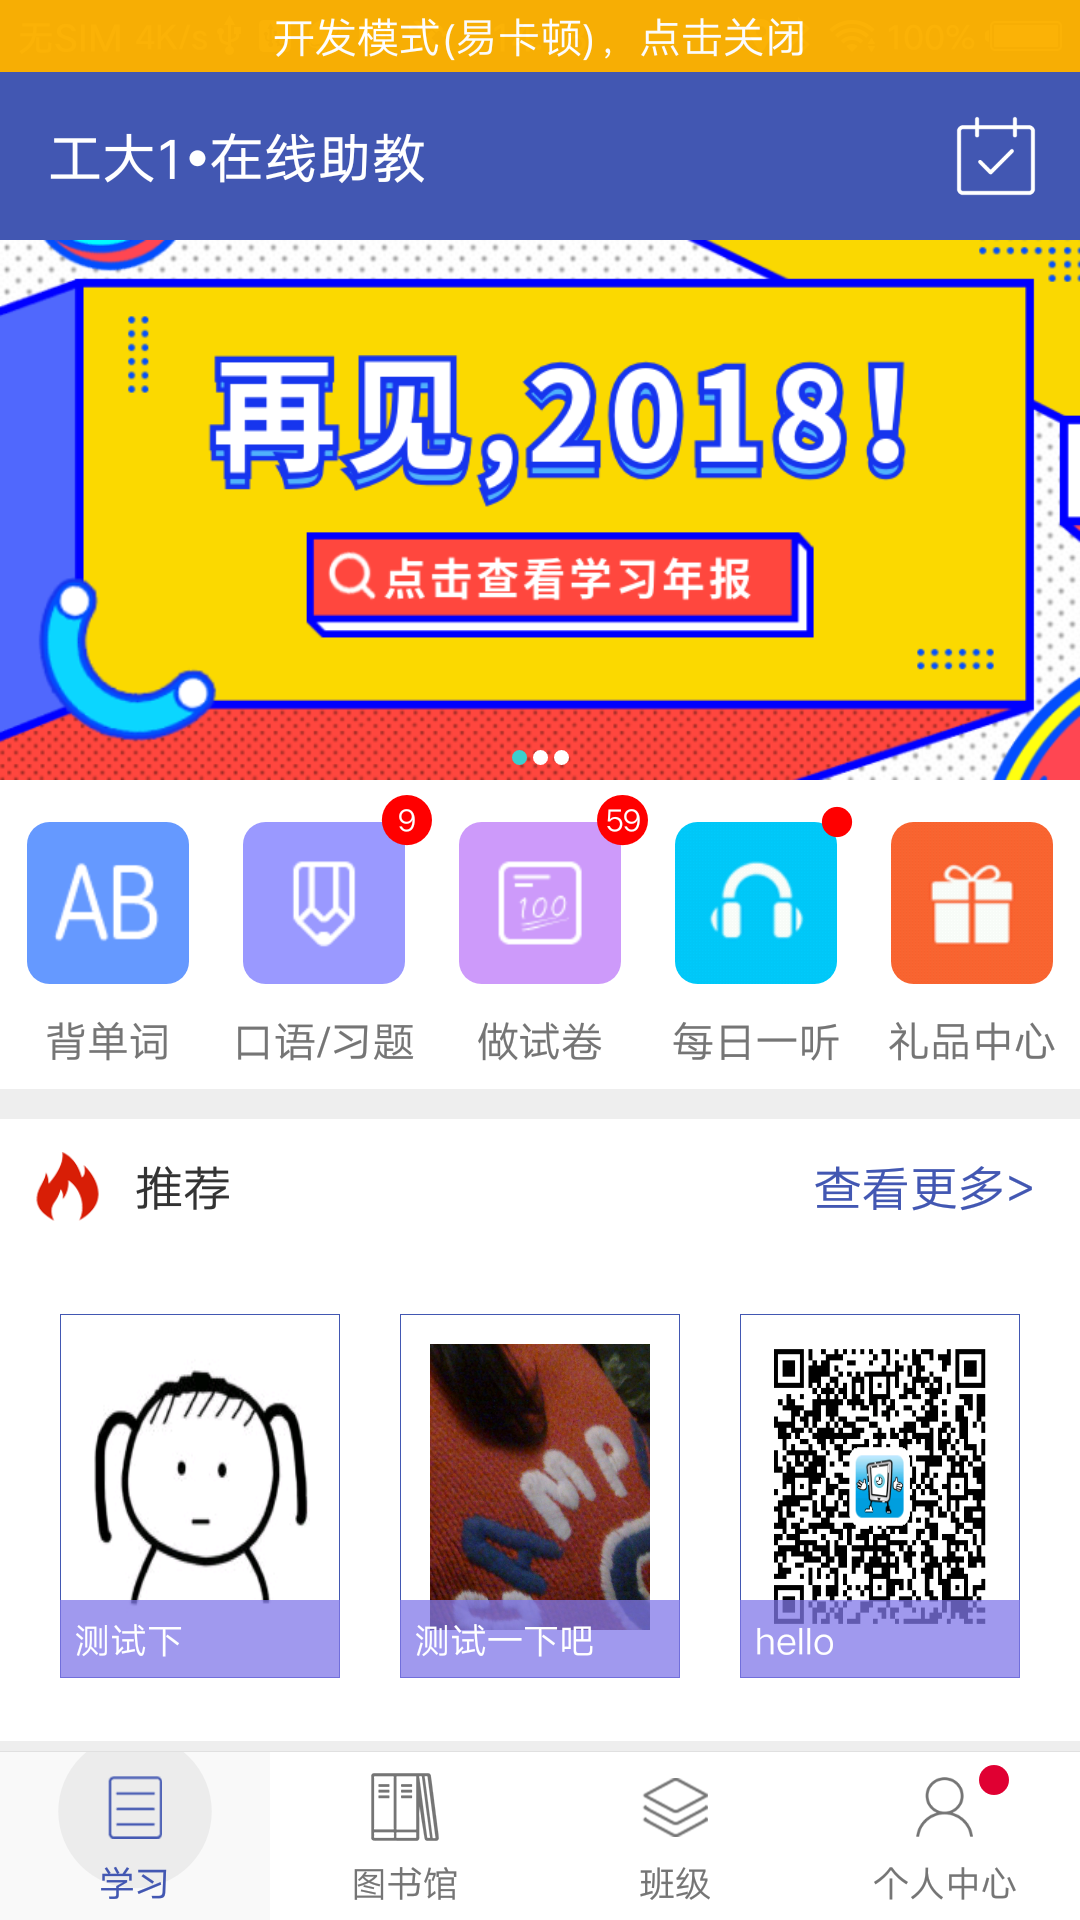 无SIM 4K/s
开发模式(易卡顿)，点击关闭
100%
工大1•在线助教
再见,2018!
点击查看学习年报
9
59
AB
100
背单词
口语/习题
做试卷
每日一听
礼品中心
推荐
查看更多>
AMP
测试下
测试一下吧
hello
学习
图书馆
班级
个人中心